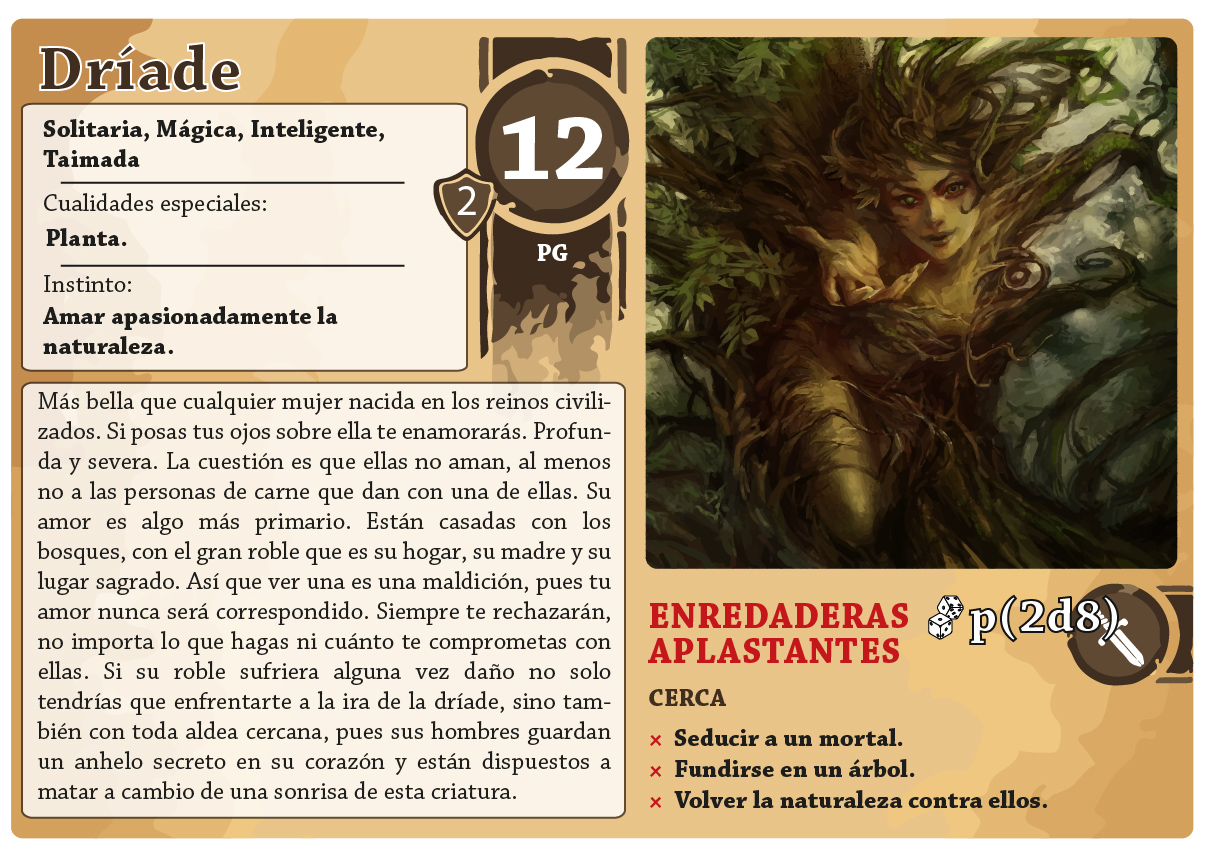 Dríade
Solitaria, Mágica, Inteligente,
Taimada
Cualidades especiales:
Planta.
Instinto:
Amar apasionadamente la
naturaleza.
12
2
PG
Más bella que cualquier mujer nacida en los reinos civili-
zados. Si posas tus ojos sobre ella te enamorarás. Profun-
da y severa. La cuestión es que ellas no aman, al menos
no a las personas de carne que dan con una de ellas. Su
amor es algo más primario. Están casadas con los
bosques, con el gran roble que es su hogar, su madre y su
lugar sagrado. Así que ver una es una maldición, pues tu
amor nunca será correspondido. Siempre te rechazarán,
no importa lo que hagas ni cuánto te comprometas con
ellas. Si su roble sufriera alguna vez daño no solo
tendrías que enfrentarte a la ira de la dríade, sino tam-
bién con toda aldea cercana, pues sus hombres guardan
un anhelo secreto en su corazón y están dispuestos a
matar a cambio de una sonrisa de esta criatura.
ENREDADERAS
APLASTANTES
p(2d8)
CERCA
× Seducir a un mortal.
× Fundirse en un árbol.
× Volver la naturaleza contra ellos.